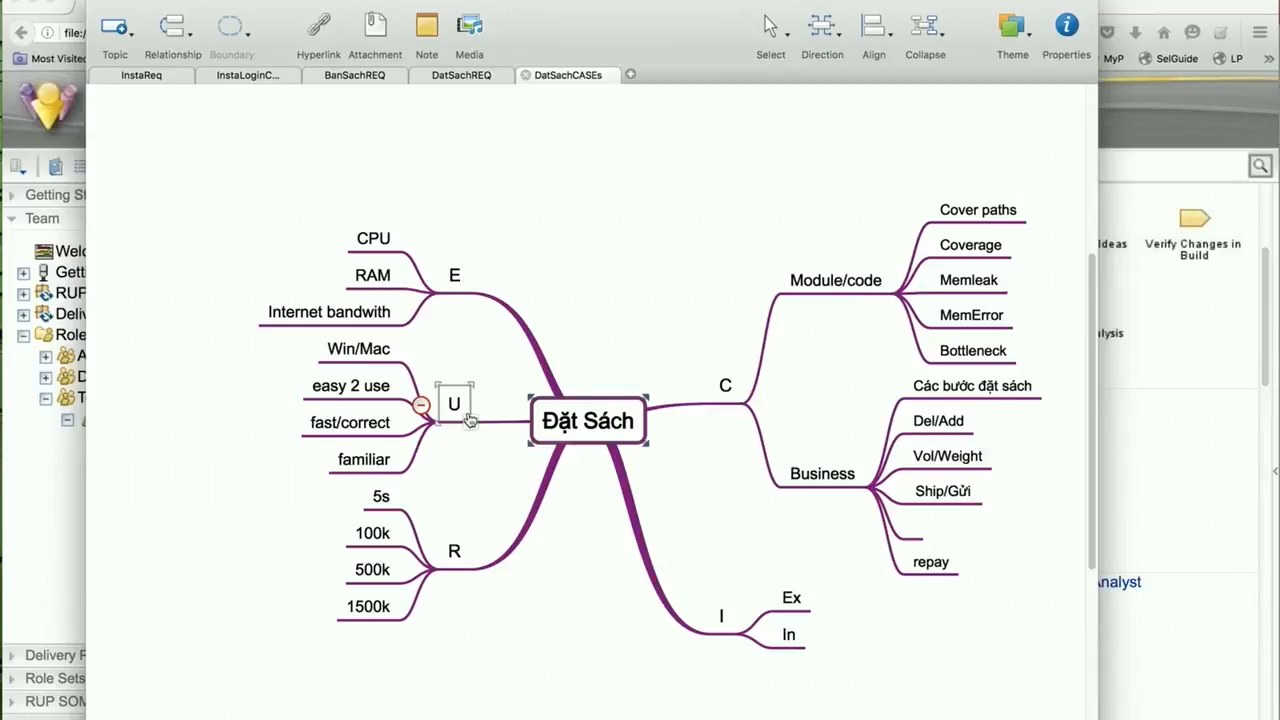 Topic
Relationship
Boundary
Hyperlink
Attachment
Note
Media
Select
Direction
Align
Collapse
Theme
Properties
file:/
Most Visited
MyP
SelGuide
LP
InstaReq
InstaLoginC...
BanSachREQ
DatSachREQ
DatSachCASEs
Getting St
Team
Welc
Gett
RUP
Deliv
Role
A
D
T
Delivery P
Role Sets
RUP SOM
CPU
RAM
Internet bandwith
E
Win/Mac
easy 2 use
fast/correct
familiar
U
5s
100k
500k
1500k
R
Đặt Sách
C
Module/code
Cover paths
Coverage
Memleak
MemError
Bottleneck
Business
Các bước đặt sách
Del/Add
Vol/Weight
Ship/Gửi
repay
I
Ex
In
Ideas
Verify Changes in
Build
alysis
Analyst